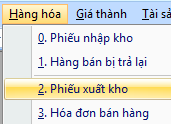 Hàng hóa Giá thành Tài sả
0. Phiếu nhập kho
1. Hàng bán bị trả lại
2. Phiếu xuất kho
3. Hóa đơn bán hàng